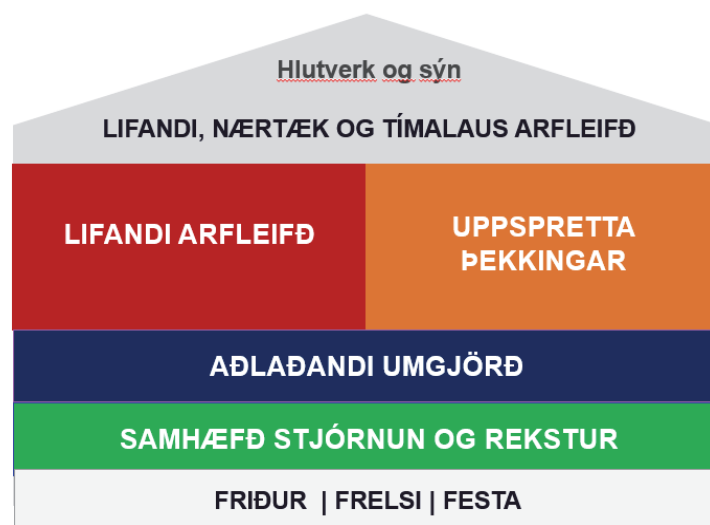 Hlutverk og sýn
LIFANDI, NÆRTÆK OG TÍMALAUS ARFLEIFÐ
LIFANDI ARFLEIFÐ
UPPSPRETTA
ÞEKKINGAR
AÐLAÐANDI UMGJÖRÐ
SAMHÆFÐ STJÓRNUN OG REKSTUR
FRIÐUR | FRELSI | FESTA